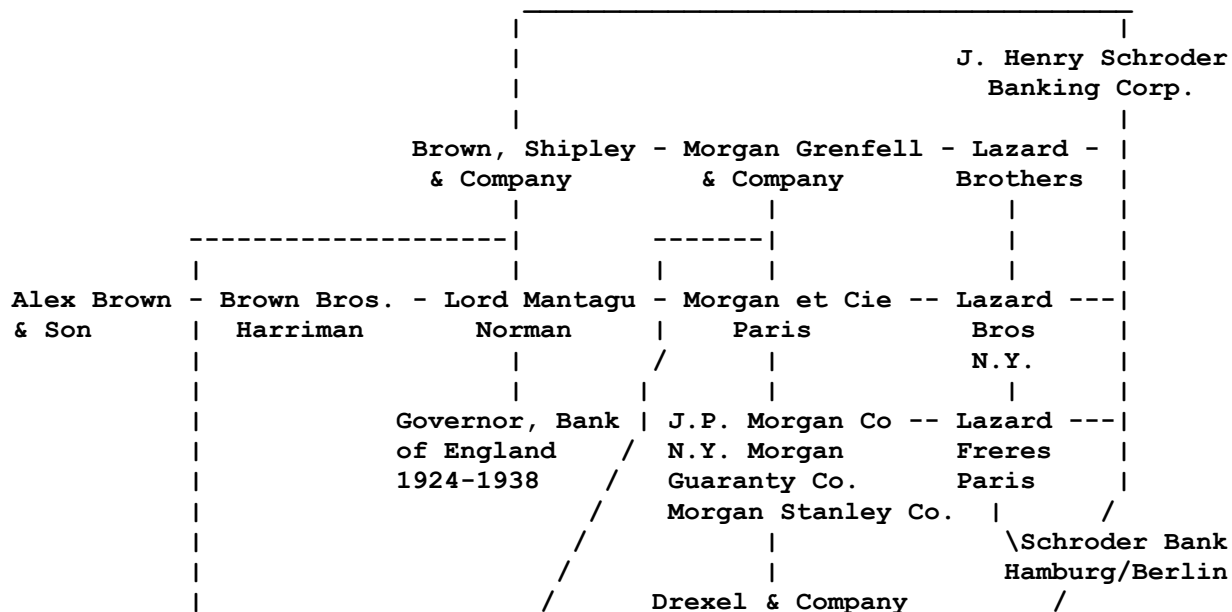 J. Henry Schroder
Banking Corp.
Brown, Shipley - Morgan Grenfell - Lazard -
& Company & Company Brothers
Alex Brown - Brown Bros. - Lord Mantagu - Morgan et Cie -- Lazard ---
& Son Harriman Norman Paris Bros
N.Y.
Governor, Bank J.P. Morgan Co -- Lazard ---
of England N.Y. Morgan Freres
1924-1938 Guaranty Co. Paris
Morgan Stanley Co.
\Schroder Bank
Hamburg/Berlin
Drexel & Company